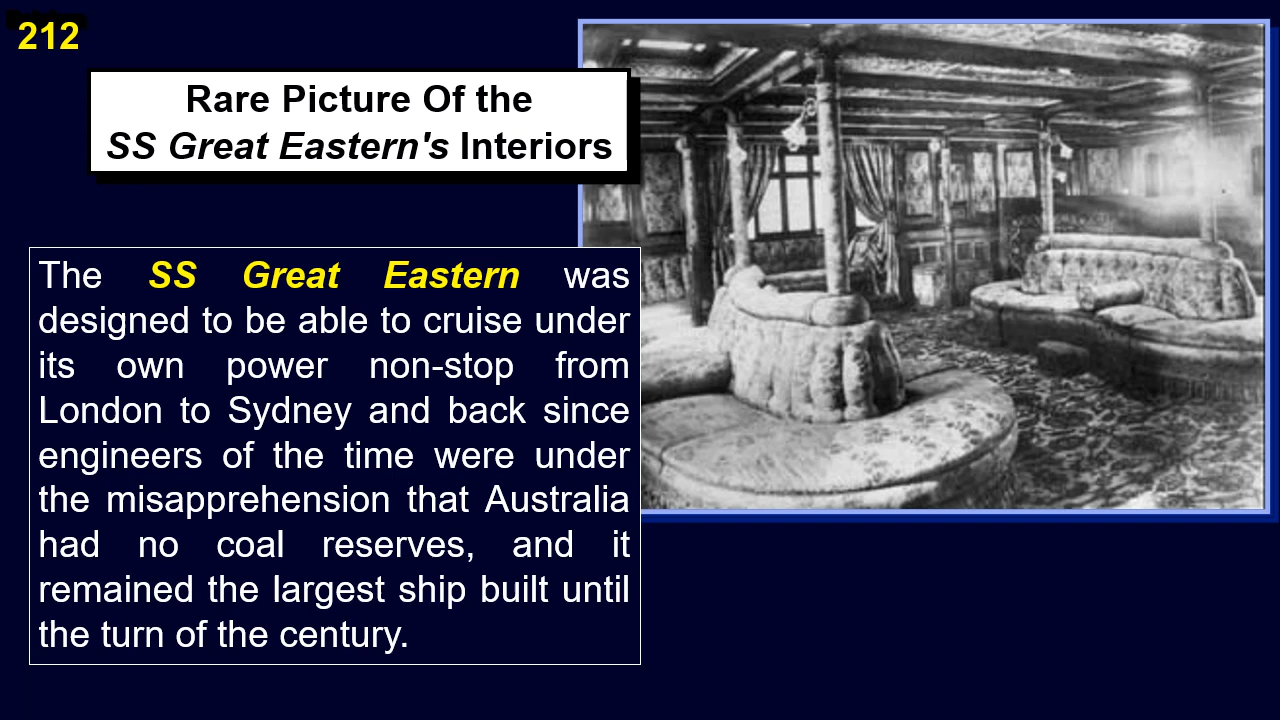 212
Rare Picture Of the
SS Great Eastern's Interiors
The SS Great Eastern was
designed to be able to cruise under
its own power non-stop from
London to Sydney and back since
engineers of the time were under
the misapprehension that Australia
had no coal reserves, and it
remained the largest ship built until
the turn of the century.